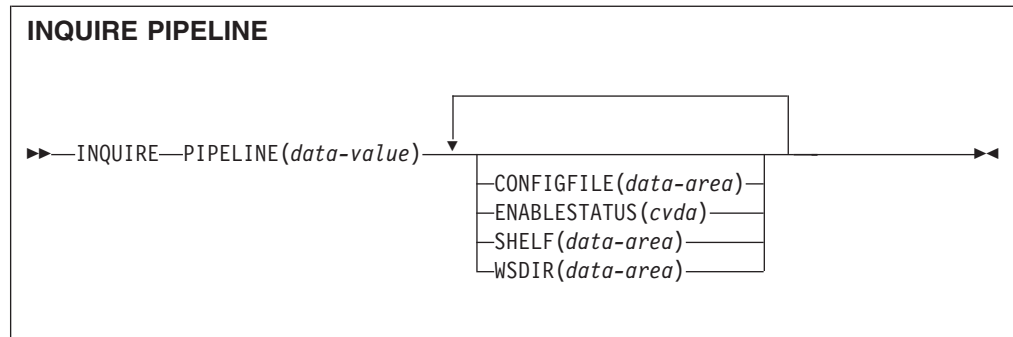 INQUIRE PIPELINE
INQUIRE PIPELINE(data-value)
CONFIGFILE(data-area)
ENABLESTATUS(cvda)
SHELF(data-area)
WSDIR(data-area)